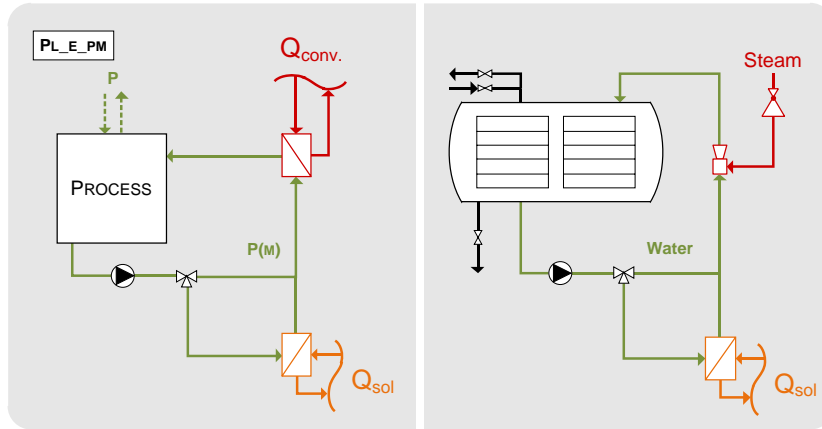 PL_E_PM
Qconv.
P
PROCESS
P(M)
Qsol
Steam
Water
Qsol